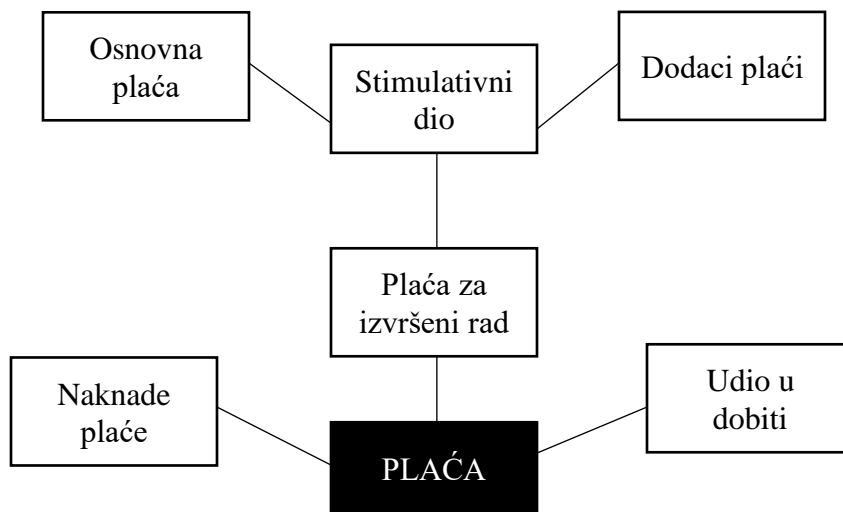 Osnovna
plaća
Stimulativni
dio
Dodaci plaći
Plaća za
izvršeni rad
Naknade
plaće
Udio u
dobiti
PLAĆA